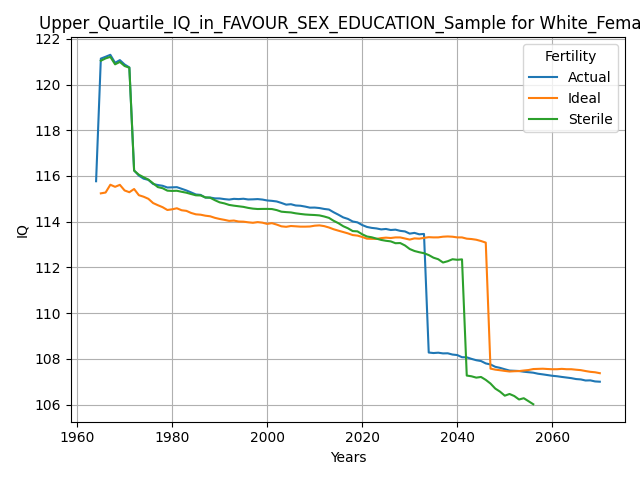 Upper_Quartile_IQ_in_FAVOUR_SEX_EDUCATION_Sample for White_Fema
122
120
118
116
114
112
110
108
106
IQ
Fertility
Actual
Ideal
Sterile
1960
1980
2000
2020
2040
2060
Years